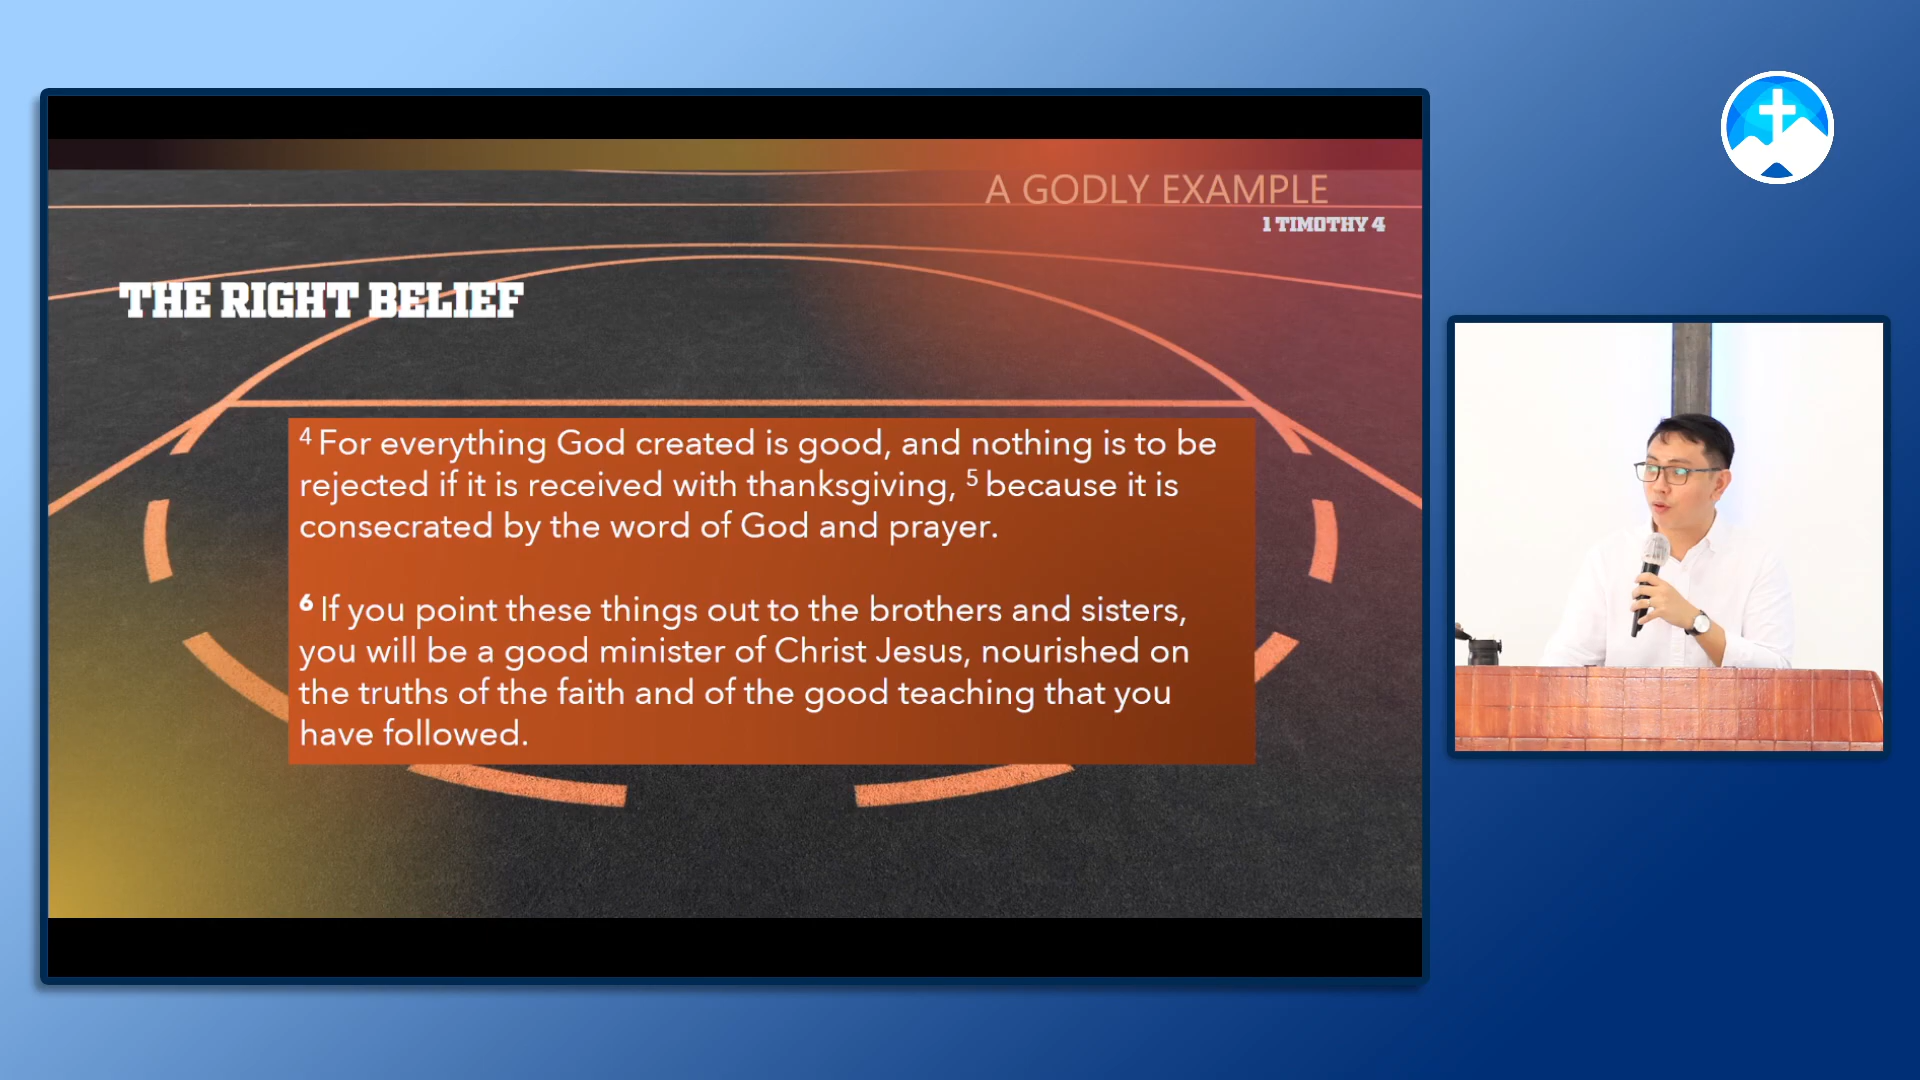 A GODLY EXAMPLE
1 TIMOTHY 4
THE RIGHT BELIEF
4 For everything God created is good, and nothing is to be
rejected if it is received with thanksgiving, 5 because it is
consecrated by the word of God and prayer.
6 If you point these things out to the brothers and sisters,
you will be a good minister of Christ Jesus, nourished on
the truths of the faith and of the good teaching that you
have followed.